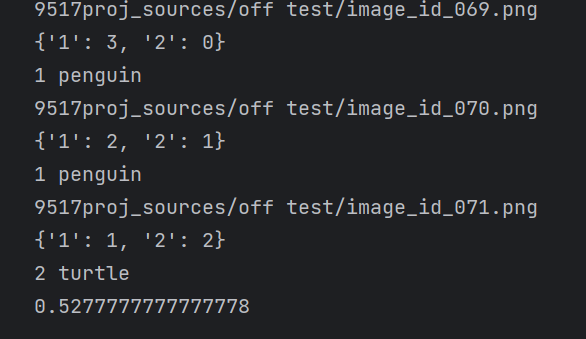 9517proj_sources/off test/image_id_069.png
{'1': 3, '2': 0}
1 penguin
9517proj_sources/off test/image_id_070.png
{'1': 2, '2': 1}
1 penguin
9517proj_sources/off test/image_id_071.png
{'1': 1, '2': 2}
2 turtle
0.5277777777777778